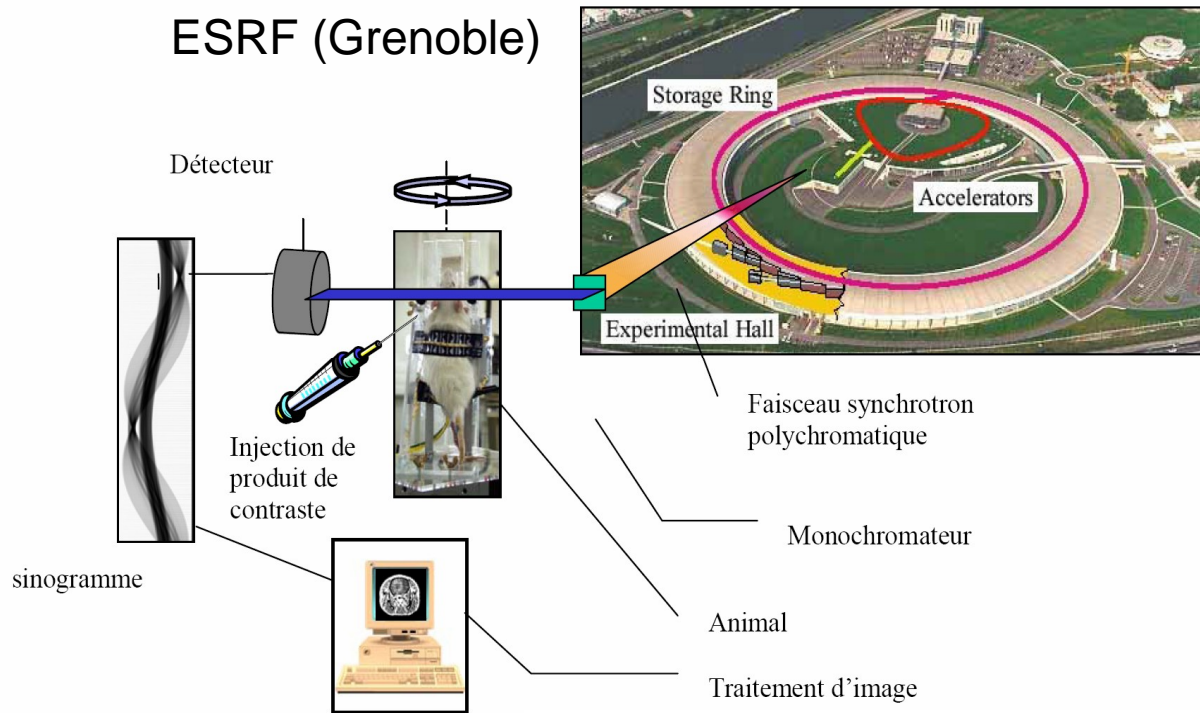 ESRF (Grenoble)
Storage Ring
Accelerators
Experimental Hall
Détecteur
Injection de
produit de
contraste
Faisceau synchrotron
polychromatique
Monochromateur
sinogramme
Animal
Traitement d’image